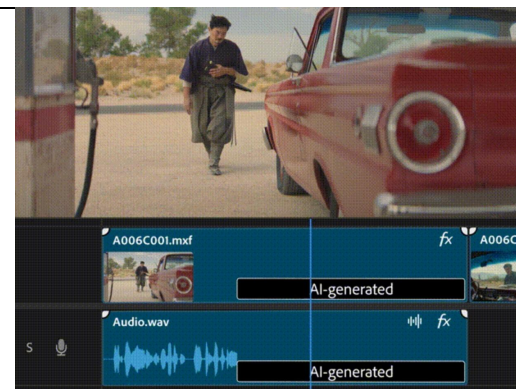 A006C001.mxf fx A006C
AI-generated
Audio.wav fx
S
AI-generated